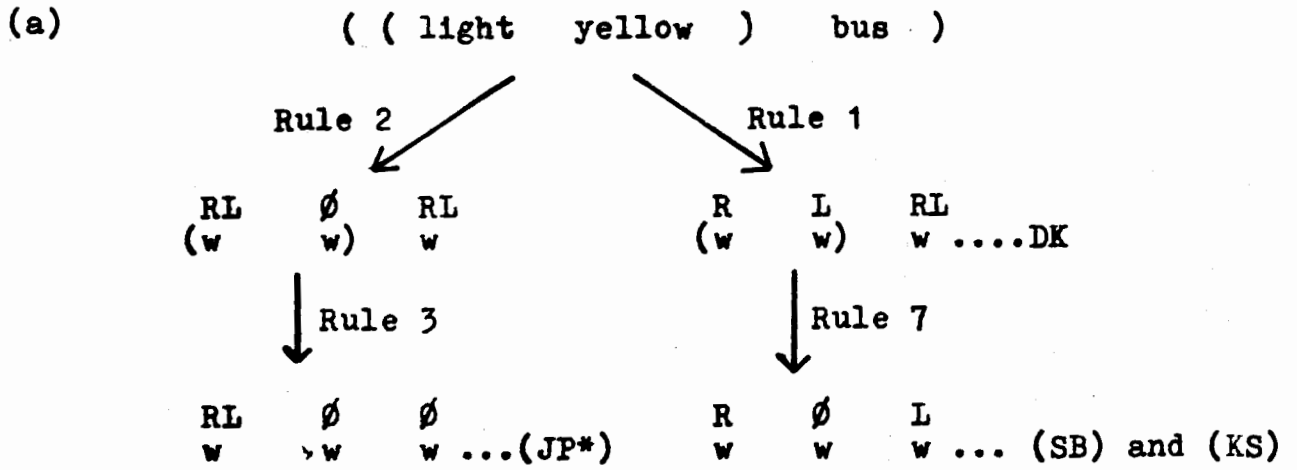 (a) ( ( light yellow ) bus )
Rule 2 Rule 1
RL ø RL R L RL
(w w) w (w w) w ....DK
Rule 3 Rule 7
RL ø ø R ø L
w w w ...(JP*) w w w ... (SB) and (KS)